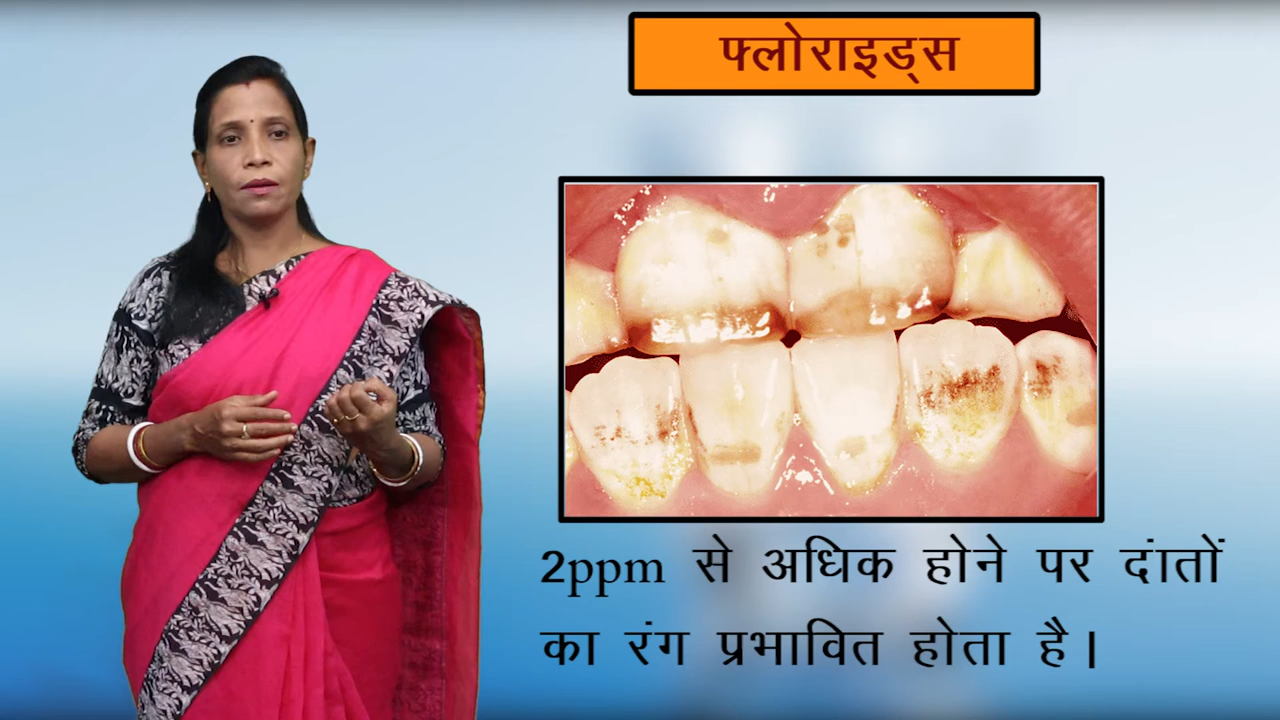 फ्लोराइड्स
2ppm से अधिक होने पर दांतों
का रंग प्रभावित होता है।